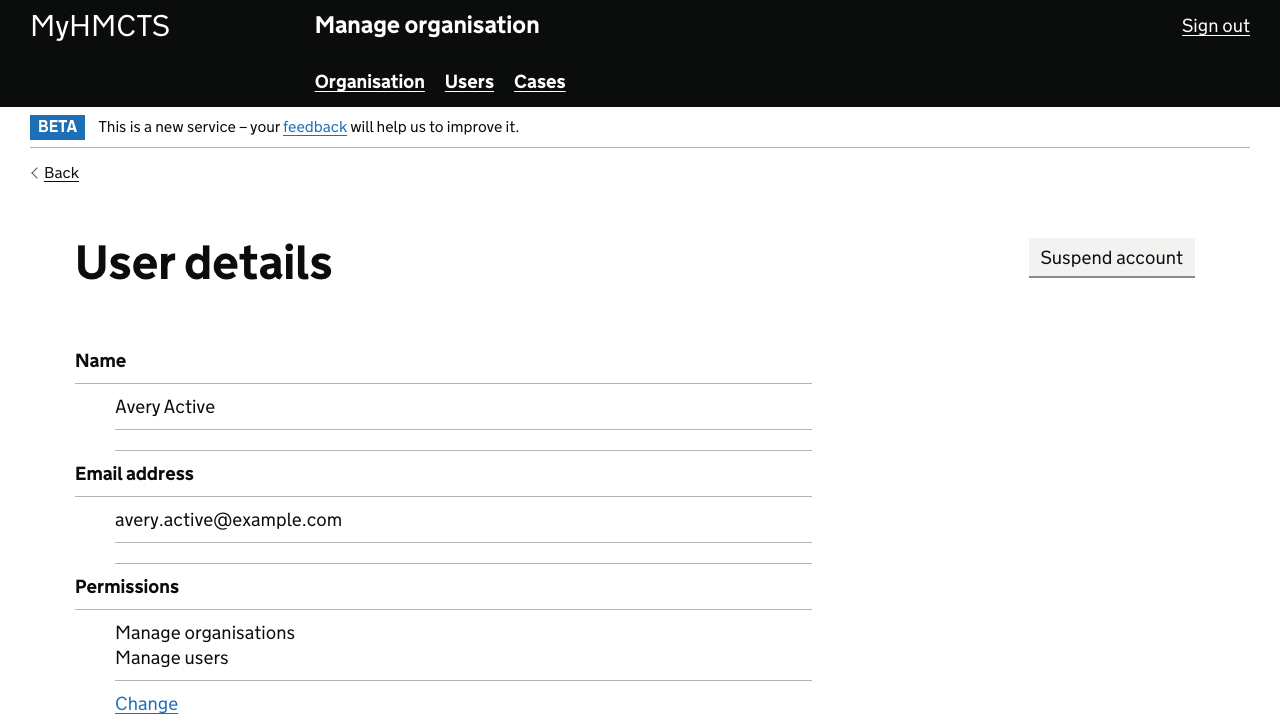 MyHMCTS
Manage organisation
Sign out
Organisation Users Cases
BETA This is a new service – your feedback will help us to improve it.
Back
User details
Suspend account
Name
Avery Active
Email address
avery.active@example.com
Permissions
Manage organisations
Manage users
Change